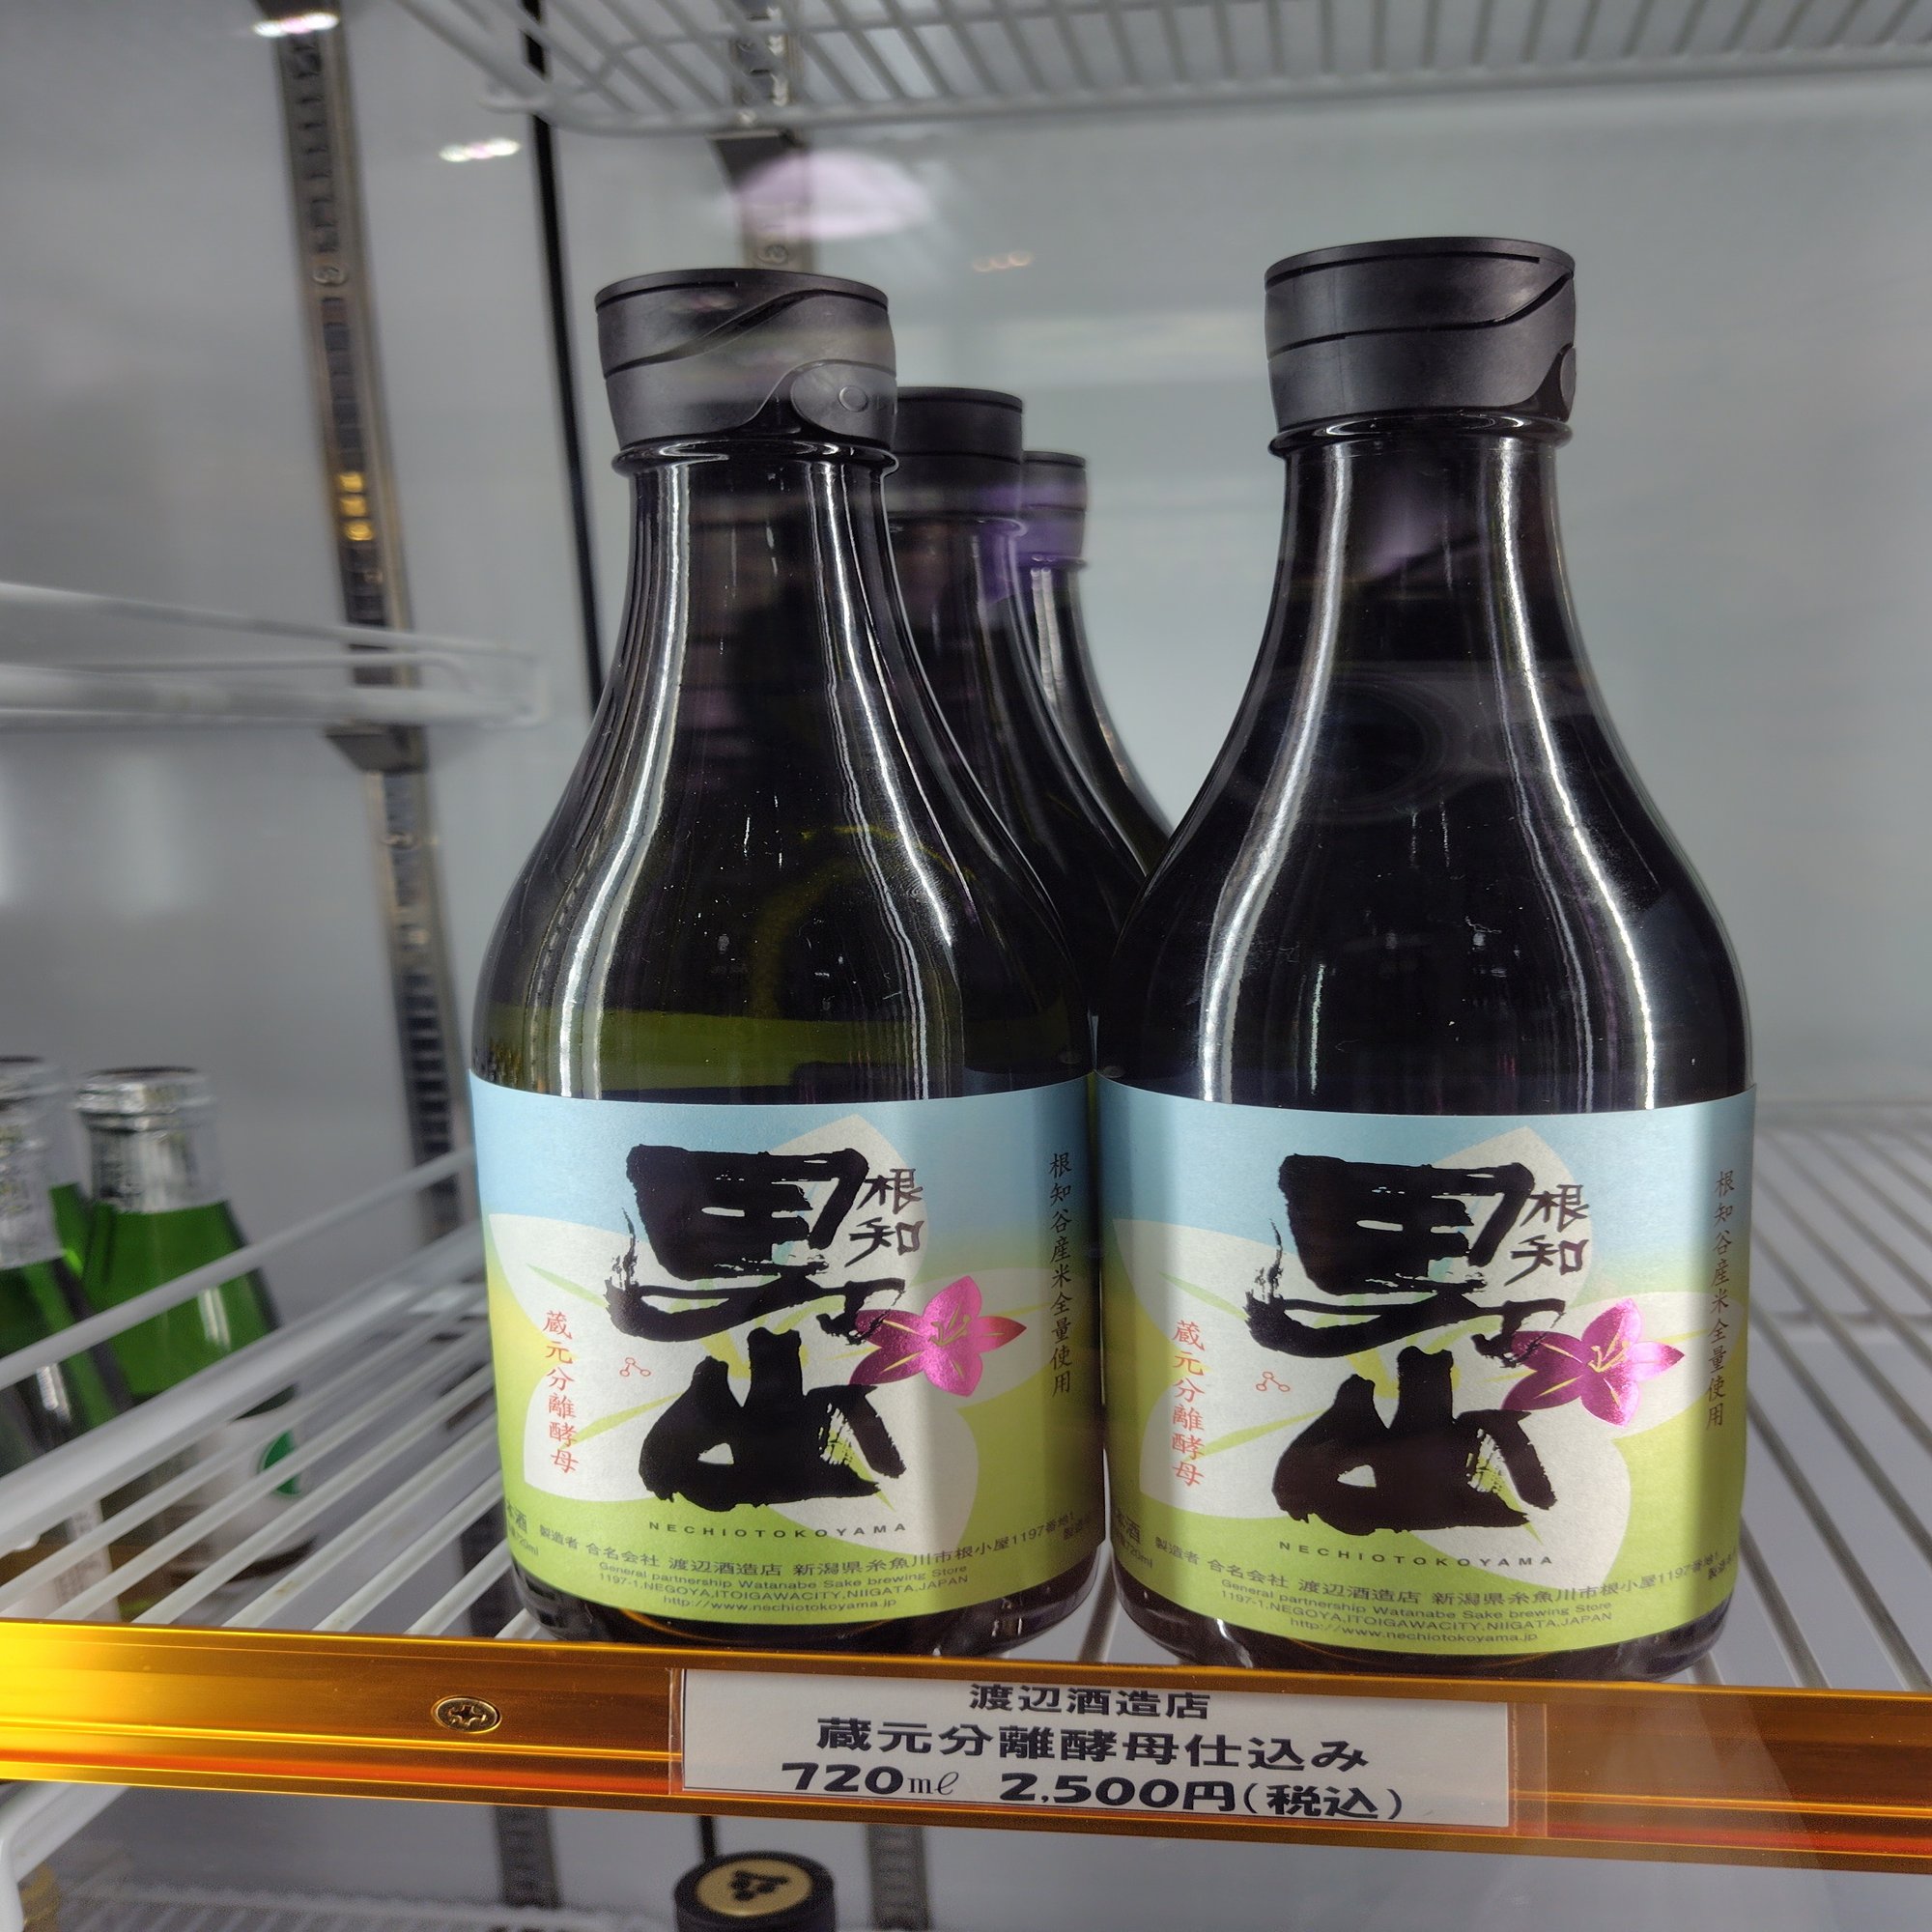 根知
男山
根知谷産米全量使用
蔵元分離酵母
NECHIOTOKOYAMA
製造者 合名会社 渡辺酒造店 新潟県糸魚川市根小屋1197番地1
General partnership Watanabe Sake brewing Store
1197-1,NEGOYA,ITOIGAWACITY,NIIGATA,JAPAN
http://www.nechiotokoyama.jp
根知
男山
根知谷産米全量使用
蔵元分離酵母
NECHIOTOKOYAMA
製造者 合名会社 渡辺酒造店 新潟県糸魚川市根小屋1197番地1
General partnership Watanabe Sake brewing Store
1197-1,NEGOYA,ITOIGAWACITY,NIIGATA,JAPAN
http://www.nechiotokoyama.jp
渡辺酒造店
蔵元分離酵母仕込み
720ml 2,500円(税込)